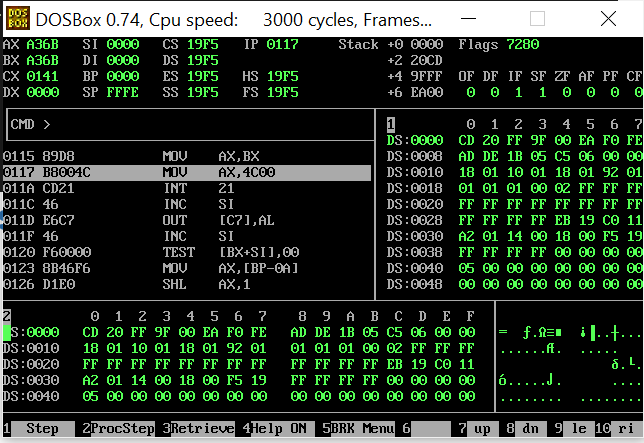 DOSBox 0.74, Cpu speed: 3000 cycles, Frames...
AX A36B SI 0000 CS 19F5 IP 0117 Stack +0 0000 Flags 7280
BX A36B DI 0000 DS 19F5 +2 20CD
CX 0141 BP 0000 ES 19F5 HS 19F5 +4 9FFF OF DF IF SF ZF AF PF CF
DX 0000 SP FFFE SS 19F5 FS 19F5 +6 EA00 0 0 1 1 0 0 0 0
CMD > 1 0 1 2 3 4 5 6 7
DS:0000 CD 20 FF 9F 00 EA F0 FE
0115 89D8 MOV AX,BX DS:0008 AD DE 1B 05 C5 06 00 00
0117 B8004C MOV AX,4C00 DS:0010 18 01 10 01 18 01 92 01
011A CD21 INT 21 DS:0018 01 01 01 00 02 FF FF FF
011C 46 INC SI DS:0020 FF FF FF FF FF FF FF FF
011D E6C7 OUT [C7],AL DS:0028 FF FF FF FF EB 19 C0 11
011F 46 INC SI DS:0030 A2 01 14 00 18 00 F5 19
0120 F60000 TEST [BX+SI],00 DS:0038 FF FF FF FF 00 00 00 00
0123 8B46F6 MOV AX,[BP-0A] DS:0040 05 00 00 00 00 00 00 00
0126 D1E0 SHL AX,1 DS:0048 00 00 00 00 00 00 00 00
2 0 1 2 3 4 5 6 7 8 9 A B C D E F
S:0000 CD 20 FF 9F 00 EA F0 FE AD DE 1B 05 C5 06 00 00 = ƒ.Ω≡■ ¡▐..┼...
DS:0010 18 01 10 01 18 01 92 01 01 01 01 00 02 FF FF FF ......Æ. .....
DS:0020 FF FF FF FF FF FF FF FF FF FF FF FF EB 19 C0 11 δ.└.
DS:0030 A2 01 14 00 18 00 F5 19 FF FF FF FF 00 00 00 00 ó.....⌡. ....
DS:0040 05 00 00 00 00 00 00 00 00 00 00 00 00 00 00 00 ........ ........
1 Step 2ProcStep 3Retrieve 4Help ON 5BRK Menu 6 7 up 8 dn 9 le 10 ri